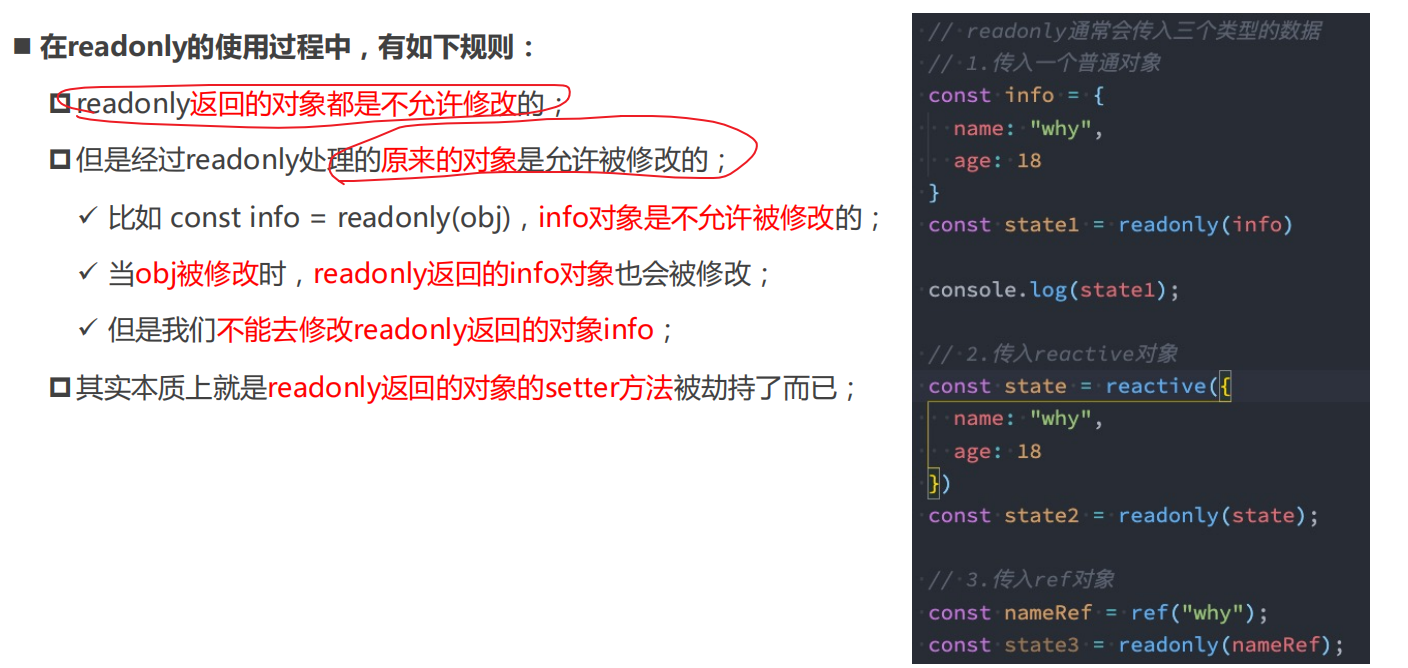 在readonly的使用过程中，有如下规则：
readonly返回的对象都是不允许修改的；
但是经过readonly处理的原来的对象是允许被修改的；
比如 const info = readonly(obj)，info对象是不允许被修改的；
当obj被修改时，readonly返回的info对象也会被修改；
但是我们不能去修改readonly返回的对象info；
其实本质上就是readonly返回的对象的setter方法被劫持了而已；
// readonly通常会传入三个类型的数据
// 1.传入一个普通对象
const info = {
name: "why",
age: 18
}
const state1 = readonly(info)
console.log(state1);
// 2.传入reactive对象
const state = reactive({
name: "why",
age: 18
})
const state2 = readonly(state);
// 3.传入ref对象
const nameRef = ref("why");
const state3 = readonly(nameRef);